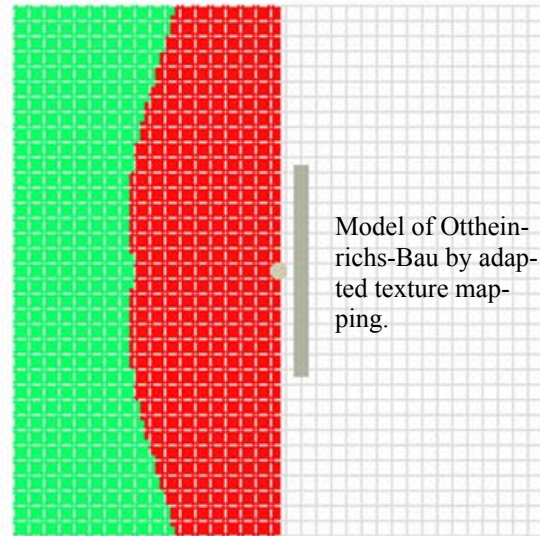 Model of Otthein-
richs-Bau by adap-
ted texture map-
ping.